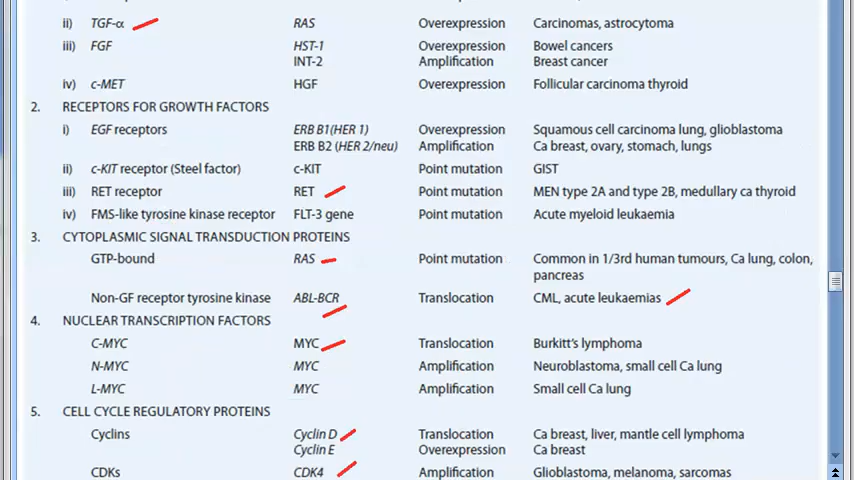 ii) TGF-α RAS Overexpression Carcinomas, astrocytoma
iii) FGF HST-1 Overexpression Bowel cancers
INT-2 Amplification Breast cancer
iv) c-MET HGF Overexpression Follicular carcinoma thyroid
2. RECEPTORS FOR GROWTH FACTORS
i) EGF receptors ERB B1(HER 1) Overexpression Squamous cell carcinoma lung, glioblastoma
ERB B2 (HER 2/neu) Amplification Ca breast, ovary, stomach, lungs
ii) c-KIT receptor (Steel factor) c-KIT Point mutation GIST
iii) RET receptor RET Point mutation MEN type 2A and type 2B, medullary ca thyroid
iv) FMS-like tyrosine kinase receptor FLT-3 gene Point mutation Acute myeloid leukaemia
3. CYTOPLASMIC SIGNAL TRANSDUCTION PROTEINS
GTP-bound RAS Point mutation Common in 1/3rd human tumours, Ca lung, colon,
pancreas
Non-GF receptor tyrosine kinase ABL-BCR Translocation CML, acute leukaemias
4. NUCLEAR TRANSCRIPTION FACTORS
C-MYC MYC Translocation Burkitt's lymphoma
N-MYC MYC Amplification Neuroblastoma, small cell Ca lung
L-MYC MYC Amplification Small cell Ca lung
5. CELL CYCLE REGULATORY PROTEINS
Cyclins Cyclin D Translocation Ca breast, liver, mantle cell lymphoma
Cyclin E Overexpression Ca breast
CDKs CDK4 Amplification Glioblastoma, melanoma, sarcomas